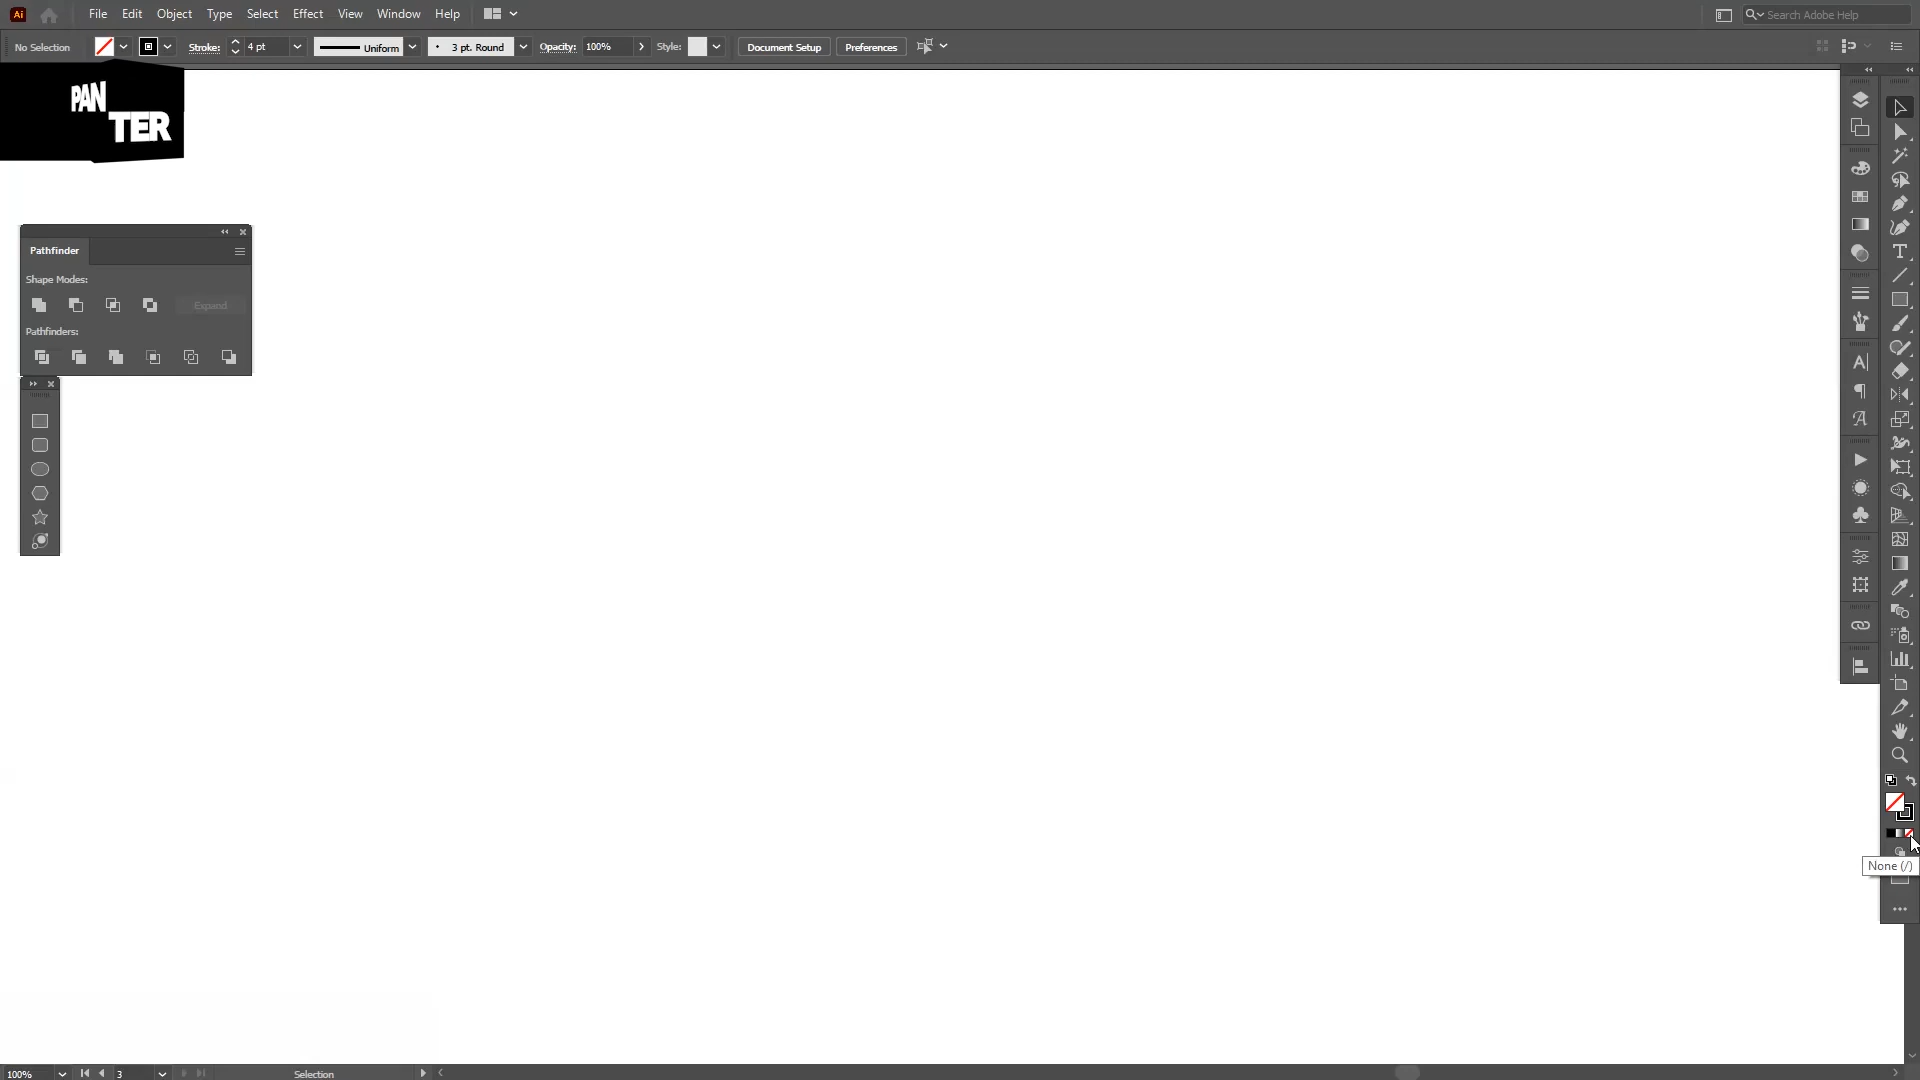 Ai File Edit Object Type Select Effect View Window Help Search Adobe Help
No Selection Stroke: 4 pt Uniform 3 pt. Round Opacity: 100% Style: Document Setup Preferences
PAN
TER
Pathfinder
Shape Modes:
Expand
Pathfinders:
None (/)
100% 3 Selection